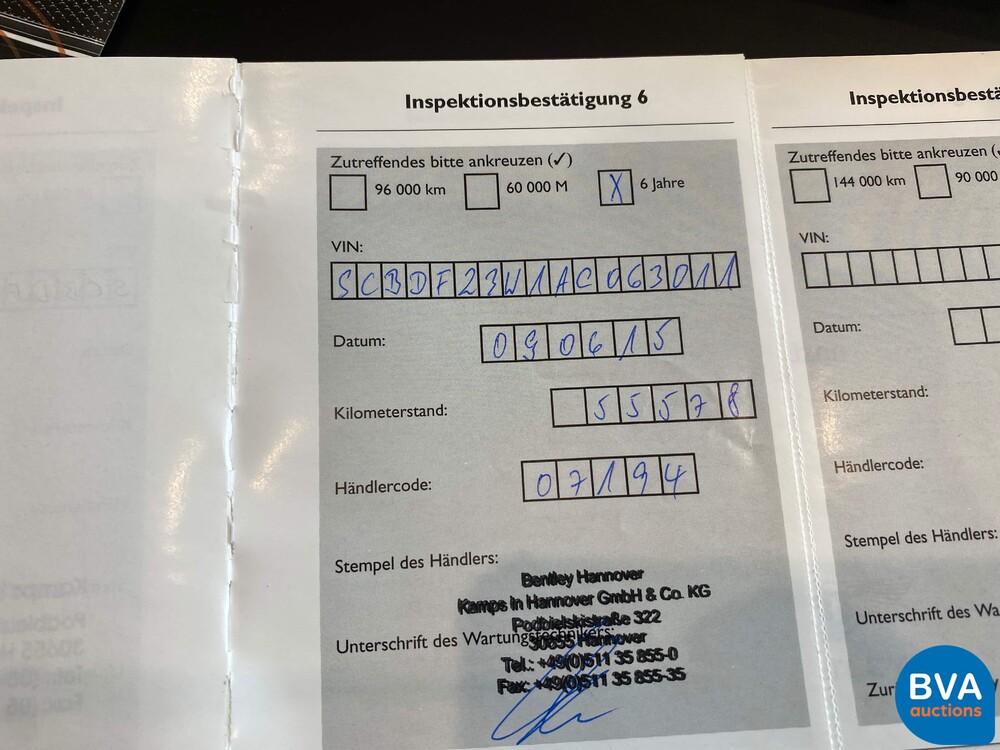 Inspektionsbestätigung 6
Zutreffendes bitte ankreuzen (✓)
96 000 km
60 000 M
X 6 Jahre
VIN:
SCBDF23W1AC063011
Datum:
090615
Kilometerstand:
55578
Händlercode:
07194
Stempel des Händlers:
Bentley Hannover
Kamps in Hannover GmbH & Co. KG
Podbielskistraße 322
Unterschrift des Wartungstechnikers:
30655 Hannover
Tel.: +49(0)511 35 855-0
Fax: +49(0)511 35 855-35
Inspektionsbestä
Zutreffendes bitte ankreuzen (
144 000 km
90 000
VIN:
Datum:
Kilometerstand:
Händlercode:
Stempel des Händlers:
Unterschrift des Wa
Zur
BVA
auctions